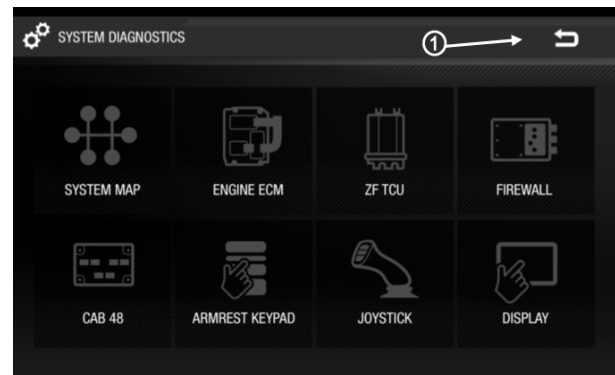 SYSTEM DIAGNOSTICS
1
SYSTEM MAP
ENGINE ECM
ZF TCU
FIREWALL
CAB 48
ARMREST KEYPAD
JOYSTICK
DISPLAY